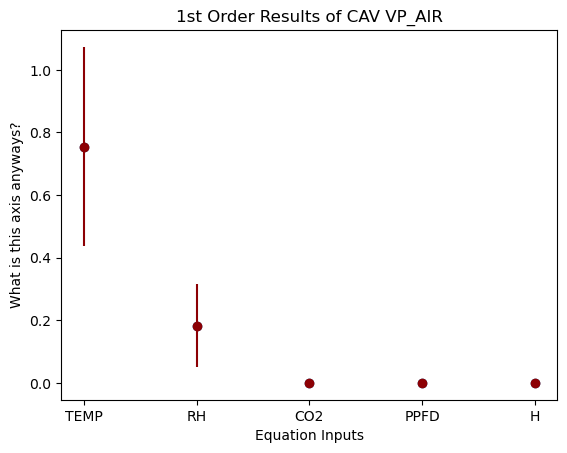 1st Order Results of CAV VP_AIR
What is this axis anyways?
1.0
0.8
0.6
0.4
0.2
0.0
TEMP RH CO2 PPFD H
Equation Inputs